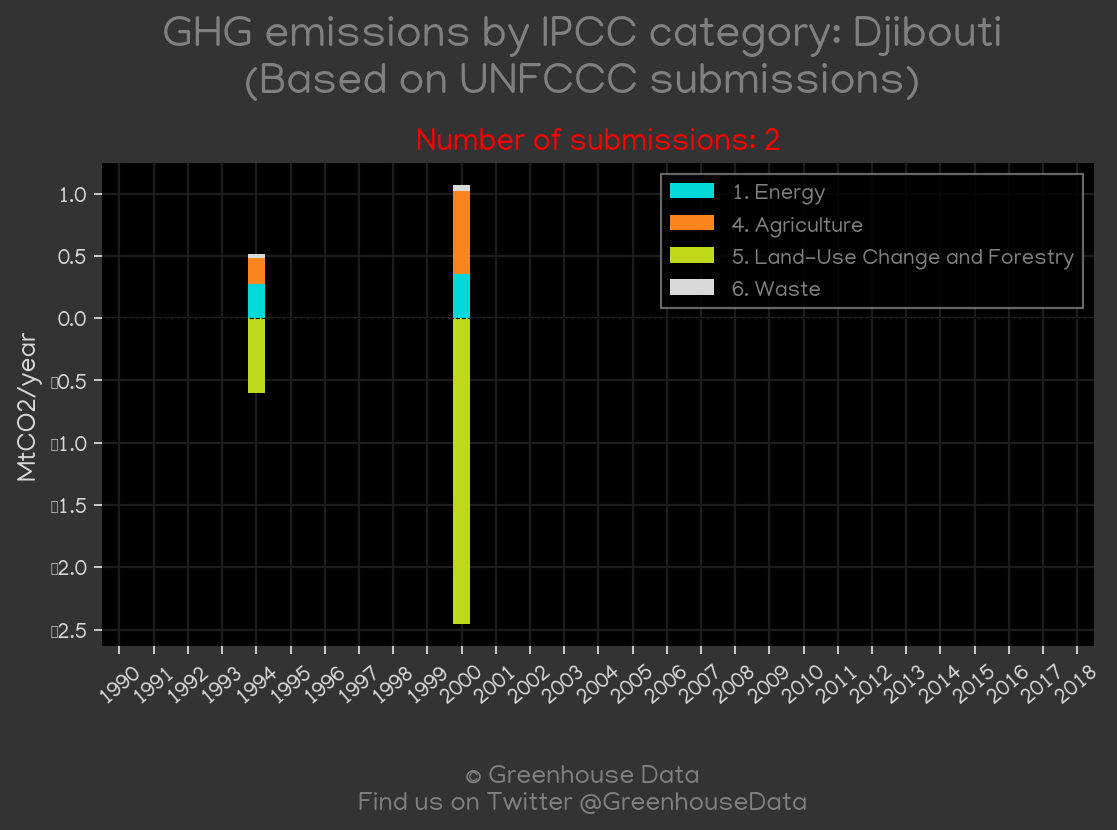 GHG emissions by IPCC category: Djibouti
(Based on UNFCCC submissions)
Number of submissions: 2
1. Energy
4. Agriculture
5. Land-Use Change and Forestry
6. Waste
MtCO2/year
1.0
0.5
0.0
▯0.5
▯1.0
▯1.5
▯2.0
▯2.5
1990 1991 1992 1993 1994 1995 1996 1997 1998 1999 2000 2001 2002 2003 2004 2005 2006 2007 2008 2009 2010 2011 2012 2013 2014 2015 2016 2017 2018
© Greenhouse Data
Find us on Twitter @GreenhouseData